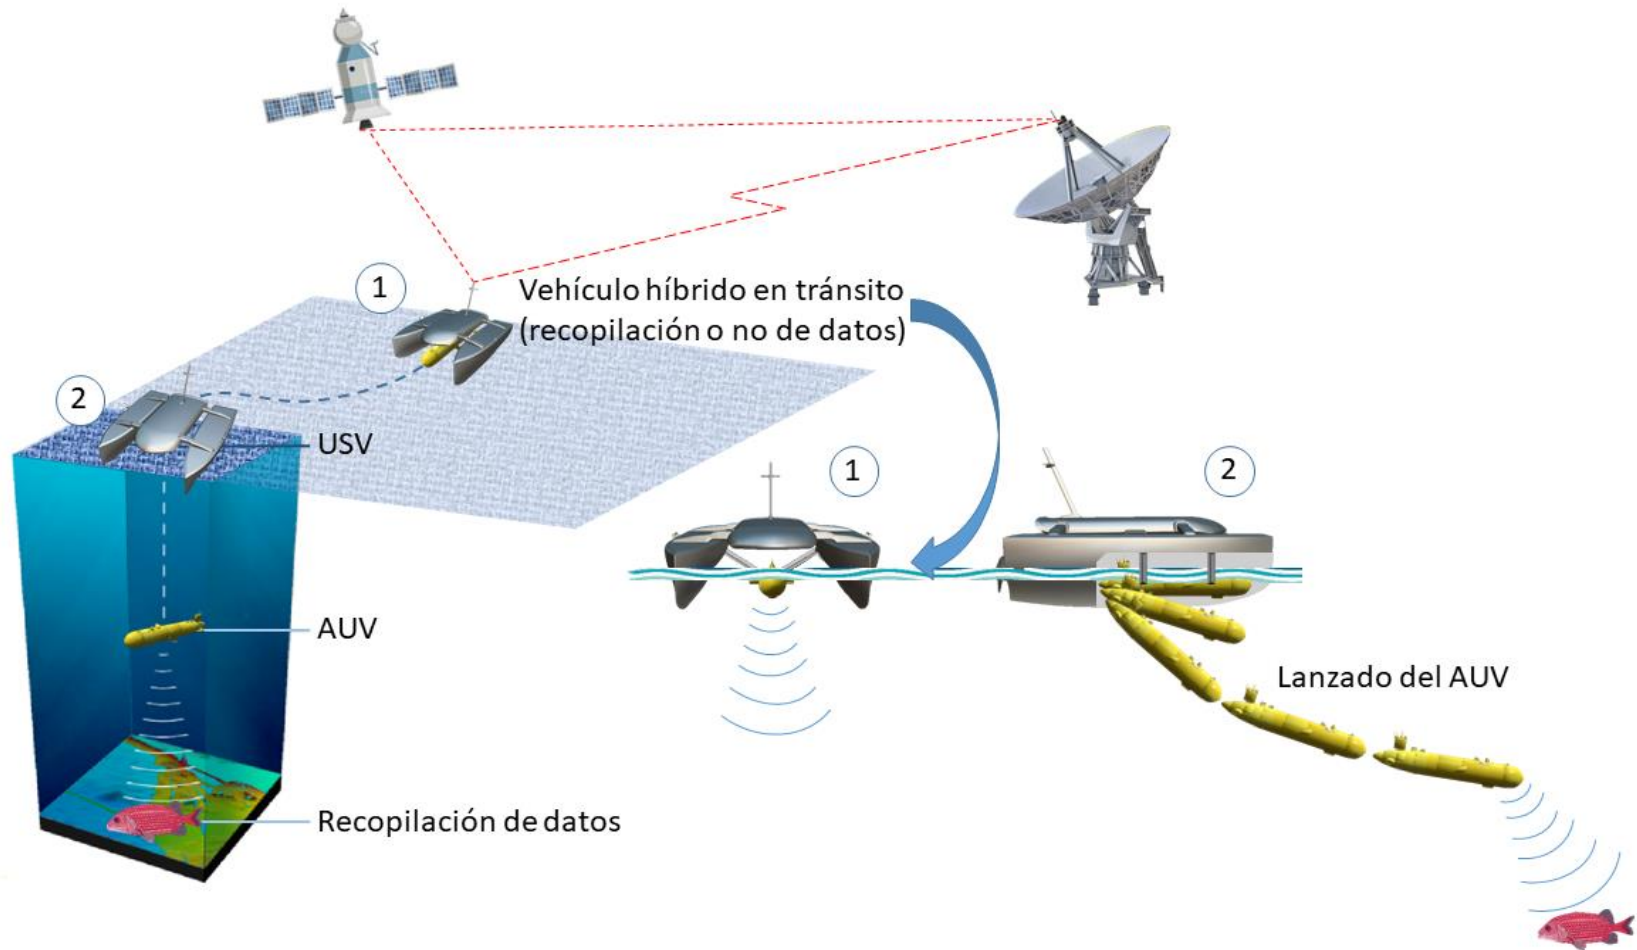 1
Vehículo híbrido en tránsito
(recopilación o no de datos)
2
USV
1
2
AUV
Lanzado del AUV
Recopilación de datos